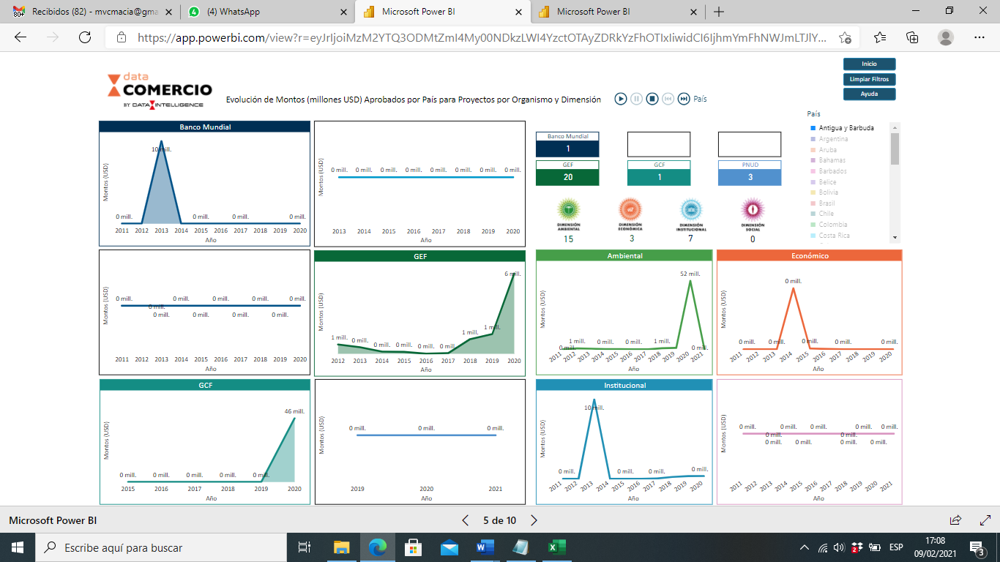 Recibidos (82) - mvcmacia@gma
(4) WhatsApp
Microsoft Power BI
Microsoft Power BI
https://app.powerbi.com/view?r=eyJrIjoiMzM2YTQ3ODMtZmI4My00NDkzLWI4YzctOTAyZDRkYzFhOTIxIiwidCI6IjhmYmFhNWJmLTJlY...
data
COMERCIO
BY DATA INTELLIGENCE
Evolución de Montos (millones USD) Aprobados por País para Proyectos por Organismo y Dimensión
País
Inicio
Limpiar Filtros
Ayuda
País
Antigua y Barbuda
Argentina
Aruba
Bahamas
Barbados
Belice
Bolivia
Brasil
Chile
Colombia
Costa Rica
Banco Mundial
Montos (USD)
10 mill.
0 mill. 0 mill. 0 mill. 0 mill.
2011 2012 2013 2014 2015 2016 2017 2018 2019 2020
Año
Montos (USD)
0 mill. 0 mill. 0 mill. 0 mill. 0 mill. 0 mill. 0 mill. 0 mill.
2013 2014 2015 2016 2017 2018 2019 2020
Año
Banco Mundial
1
GEF
20
GCF
1
PNUD
3
DIMENSIÓN AMBIENTAL
15
DIMENSIÓN ECONÓMICA
3
DIMENSIÓN INSTITUCIONAL
7
DIMENSIÓN SOCIAL
0
Montos (USD)
0 mill. 0 mill. 0 mill. 0 mill. 0 mill. 0 mill.
0 mill. 0 mill. 0 mill. 0 mill. 0 mill.
2011 2012 2013 2014 2015 2016 2017 2018 2019 2020
Año
GEF
Montos (USD)
6 mill.
1 mill. 0 mill. 0 mill. 0 mill. 0 mill. 0 mill. 1 mill. 1 mill.
2012 2013 2014 2015 2016 2017 2018 2019 2020
Año
Ambiental
Montos (USD)
52 mill.
0 mill. 1 mill. 0 mill. 0 mill. 1 mill. 0 mill.
2011 2012 2013 2014 2015 2016 2017 2018 2019 2020 2021
Año
Económico
Montos (USD)
0 mill.
0 mill. 0 mill. 0 mill. 0 mill. 0 mill.
2011 2012 2013 2014 2015 2016 2017 2018 2019 2020
Año
GCF
Montos (USD)
46 mill.
0 mill. 0 mill. 0 mill. 0 mill. 0 mill.
2015 2016 2017 2018 2019 2020
Año
Montos (USD)
0 mill. 0 mill. 0 mill.
2019 2020 2021
Año
Institucional
Montos (USD)
10 mill.
0 mill. 0 mill. 0 mill. 0 mill.
2011 2012 2013 2014 2015 2016 2017 2018 2019 2020
Año
Montos (USD)
0 mill. 0 mill. 0 mill. 0 mill. 0 mill.
0 mill. 0 mill.
0 mill. 0 mill. 0 mill. 0 mill.
2011 2012 2013 2014 2015 2016 2017 2018 2019 2020 2021
Año
Microsoft Power BI
5 de 10
Escribe aquí para buscar
ESP
17:08
09/02/2021
3